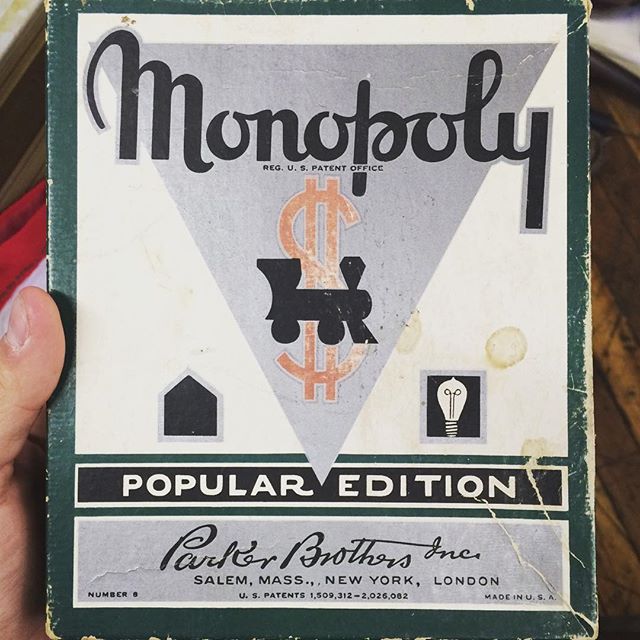 Monopoly
REG. U. S. PATENT OFFICE
$
POPULAR EDITION
Parker Brothers Inc.
SALEM, MASS., NEW YORK, LONDON
NUMBER 8 U. S. PATENTS 1,509,312–2,026,082 MADE IN U. S. A.